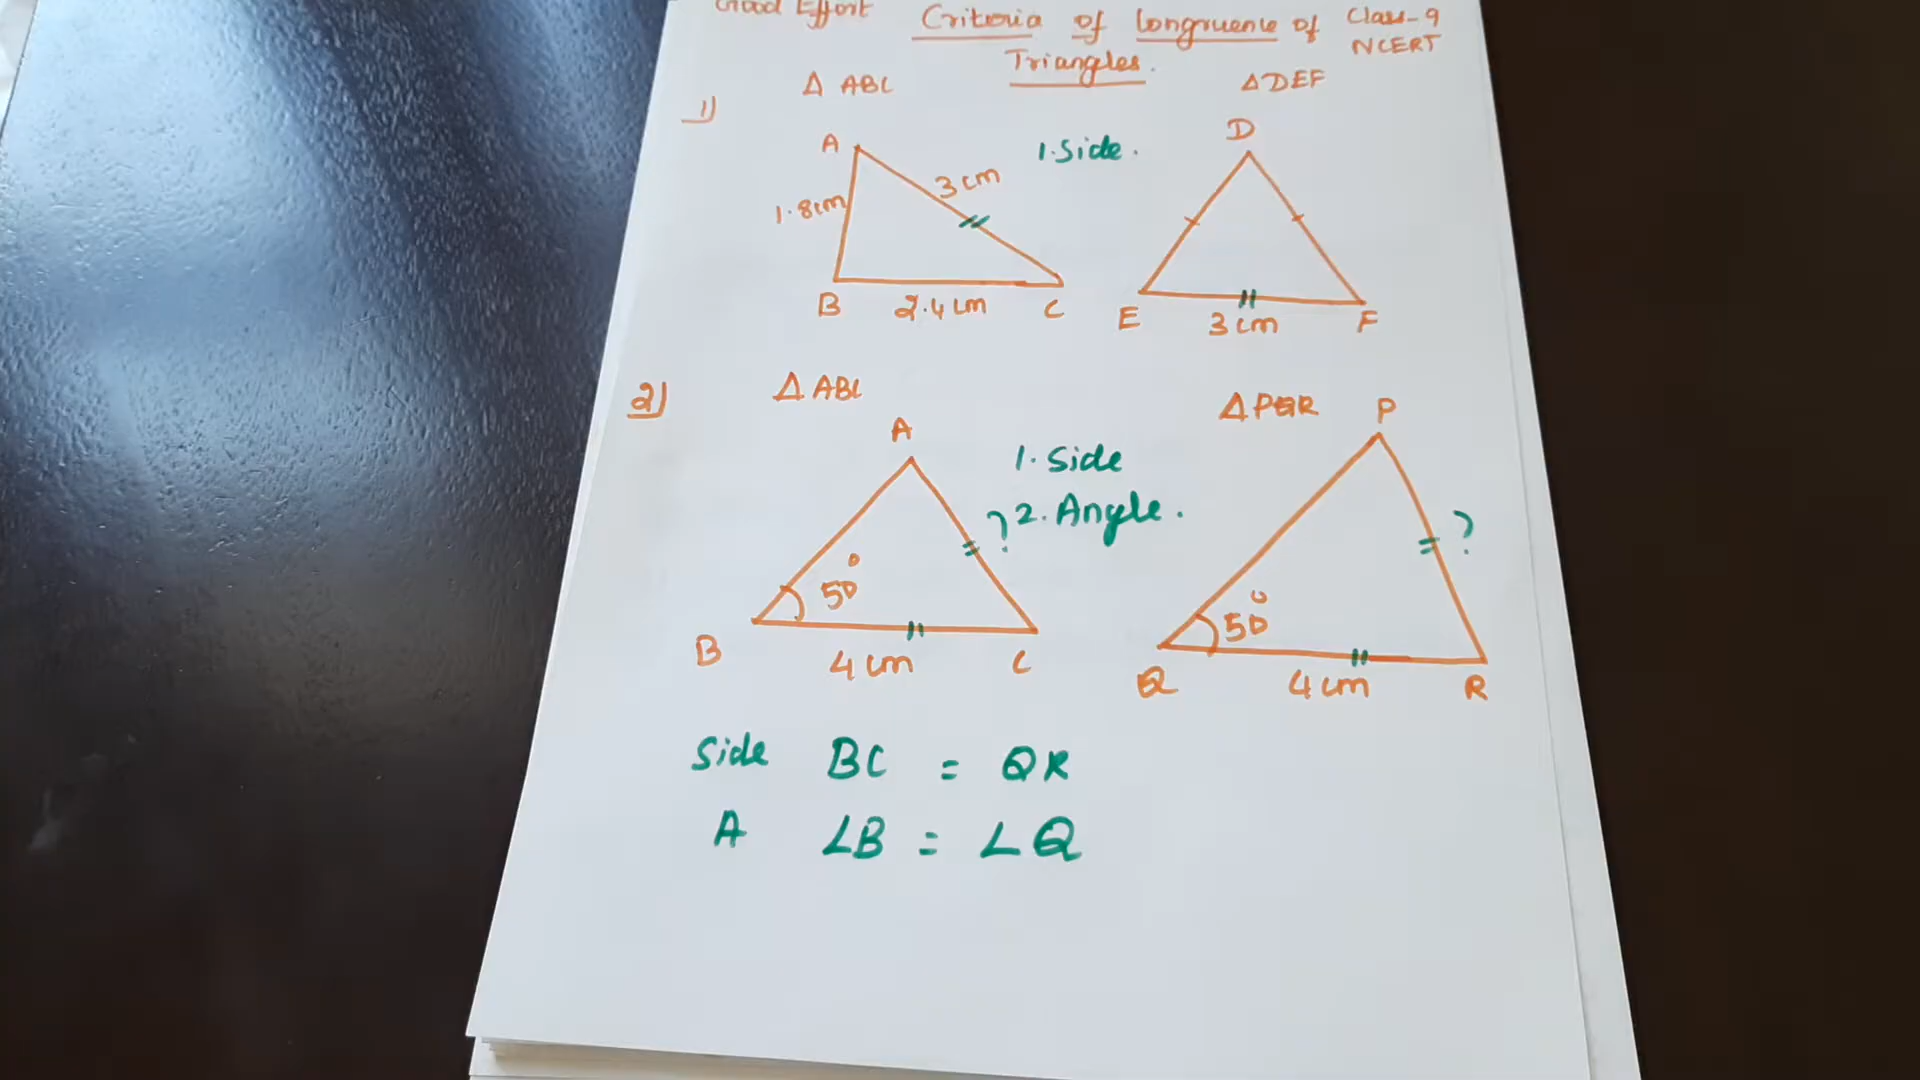 Good Effort Criteria of Congruence of Class-9
Triangles. NCERT
Δ ABC Δ DEF
1)
A 1. Side. D
1.8cm 3 cm
B 2.4 cm C E 3 cm F
2) Δ ABC Δ PQR P
A
1. Side
? 2. Angle. ?
50° 50°
B 4 cm C Q 4 cm R
Side BC = QR
A ∠B = ∠Q